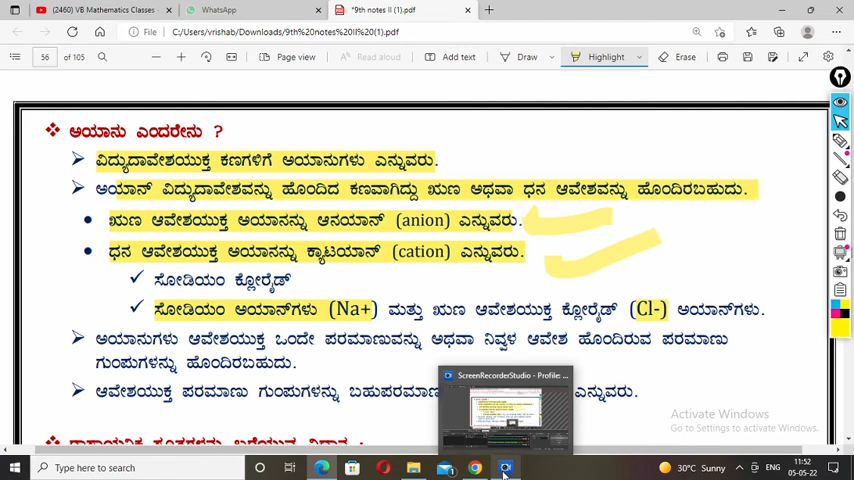 (2460) VB Mathematics Classes
WhatsApp
*9th notes II (1).pdf
File
C:/Users/vrishab/Downloads/9th%20notes%20II%20(1).pdf
56 of 105
Page view
Read aloud
Add text
Draw
Highlight
Erase
ಅಯಾನು ಎಂದರೇನು ?
ವಿದ್ಯುದಾವೇಶಯುಕ್ತ ಕಣಗಳಿಗೆ ಅಯಾನುಗಳು ಎನ್ನುವರು.
ಅಯಾನ್ ವಿದ್ಯುದಾವೇಶವನ್ನು ಹೊಂದಿದ ಕಣವಾಗಿದ್ದು ಋಣ ಅಥವಾ ಧನ ಆವೇಶವನ್ನು ಹೊಂದಿರಬಹುದು.
ಋಣ ಆವೇಶಯುಕ್ತ ಅಯಾನನ್ನು ಆನಯಾನ್ (anion) ಎನ್ನುವರು.
ಧನ ಆವೇಶಯುಕ್ತ ಅಯಾನನ್ನು ಕ್ಯಾಟಯಾನ್ (cation) ಎನ್ನುವರು.
ಸೋಡಿಯಂ ಕ್ಲೋರೈಡ್
ಸೋಡಿಯಂ ಅಯಾನ್‌ಗಳು (Na+) ಮತ್ತು ಋಣ ಆವೇಶಯುಕ್ತ ಕ್ಲೋರೈಡ್ (Cl-) ಅಯಾನ್‌ಗಳು.
ಅಯಾನುಗಳು ಆವೇಶಯುಕ್ತ ಒಂದೇ ಪರಮಾಣುವನ್ನು ಅಥವಾ ನಿವ್ವಳ ಆವೇಶ ಹೊಂದಿರುವ ಪರಮಾಣು
ಗುಂಪುಗಳನ್ನು ಹೊಂದಿರಬಹುದು.
ಆವೇಶಯುಕ್ತ ಪರಮಾಣು ಗುಂಪುಗಳನ್ನು ಬಹುಪರಮಾ ಎನ್ನುವರು.
ScreenRecorderStudio - Profile: ...
Activate Windows
Go to Settings to activate Windows.
Type here to search
30°C Sunny
ENG
11:52
05-05-22